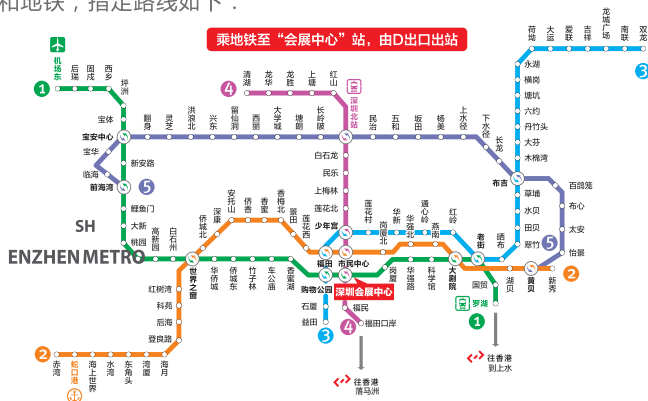 和地铁，指定路线如下：
乘地铁至“会展中心”站，由D出口出站
SH
ENZHEN METRO
1
机场东
后瑞
固戍
西乡
坪洲
宝体
宝安中心
宝华
临海
前海湾
5
新安路
鲤鱼门
大新
桃园
高新园
白石洲
世界之窗
华侨城
侨城东
竹子林
车公庙
香蜜湖
购物公园
深圳会展中心
岗厦
华强路
科学馆
大剧院
老街
国贸
罗湖
1
翻身
灵芝
洪浪北
兴东
留仙洞
西丽
大学城
塘朗
长岭陂
深圳北站
民治
五和
坂田
杨美
上水径
下水径
长龙
布吉
百鸽笼
布心
太安
怡景
5
黄贝
4
清湖
龙华
龙胜
上塘
红山
白石龙
民乐
上梅林
莲花北
少年宫
市民中心
福民
福田口岸
4
往香港
落马洲
荷坳
大运
爱联
吉祥
龙城广场
南联
双龙
3
永湖
横岗
塘坑
六约
丹竹头
大芬
木棉湾
草埔
水贝
田贝
翠竹
晒布
红岭
通心岭
华新
莲花村
福田
石厦
益田
3
2
赤湾
蛇口港
海上世界
水湾
东角头
湾厦
海月
登良路
后海
科苑
红树湾
侨城北
深康
安托山
侨香
香蜜
香梅北
景田
莲花西
岗厦北
华强北
燕南
湖贝
新秀
2
往香港
到上水